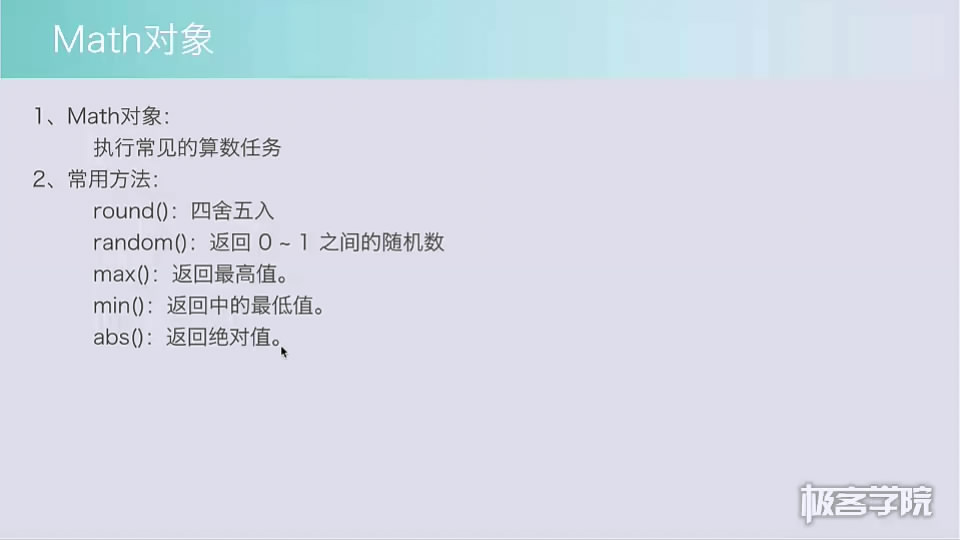 Math对象
1、Math对象：
执行常见的算数任务
2、常用方法：
round()：四舍五入
random()：返回 0 ~ 1 之间的随机数
max()：返回最高值。
min()：返回中的最低值。
abs()：返回绝对值。
极客学院